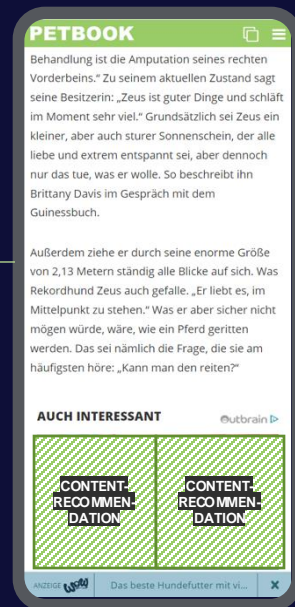 PETBOOK
Behandlung ist die Amputation seines rechten
Vorderbeins.“ Zu seinem aktuellen Zustand sagt
seine Besitzerin: „Zeus ist guter Dinge und schläft
im Moment sehr viel.“ Grundsätzlich sei Zeus ein
kleiner, aber auch sturer Sonnenschein, der alle
liebe und extrem entspannt sei, aber dennoch
nur das tue, was er wolle. So beschreibt ihn
Brittany Davis im Gespräch mit dem
Guinessbuch.
Außerdem ziehe er durch seine enorme Größe
von 2,13 Metern ständig alle Blicke auf sich. Was
Rekordhund Zeus auch gefalle. „Er liebt es, im
Mittelpunkt zu stehen.“ Was er aber sicher nicht
mögen würde, wäre, wie ein Pferd geritten
werden. Das sei nämlich die Frage, die sie am
häufigsten höre: „Kann man den reiten?“
AUCH INTERESSANT
Outbrain
CONTENT-
RECOMMEN-
DATION
CONTENT-
RECOMMEN-
DATION
ANZEIGE Wow Das beste Hundefutter mit vi... X